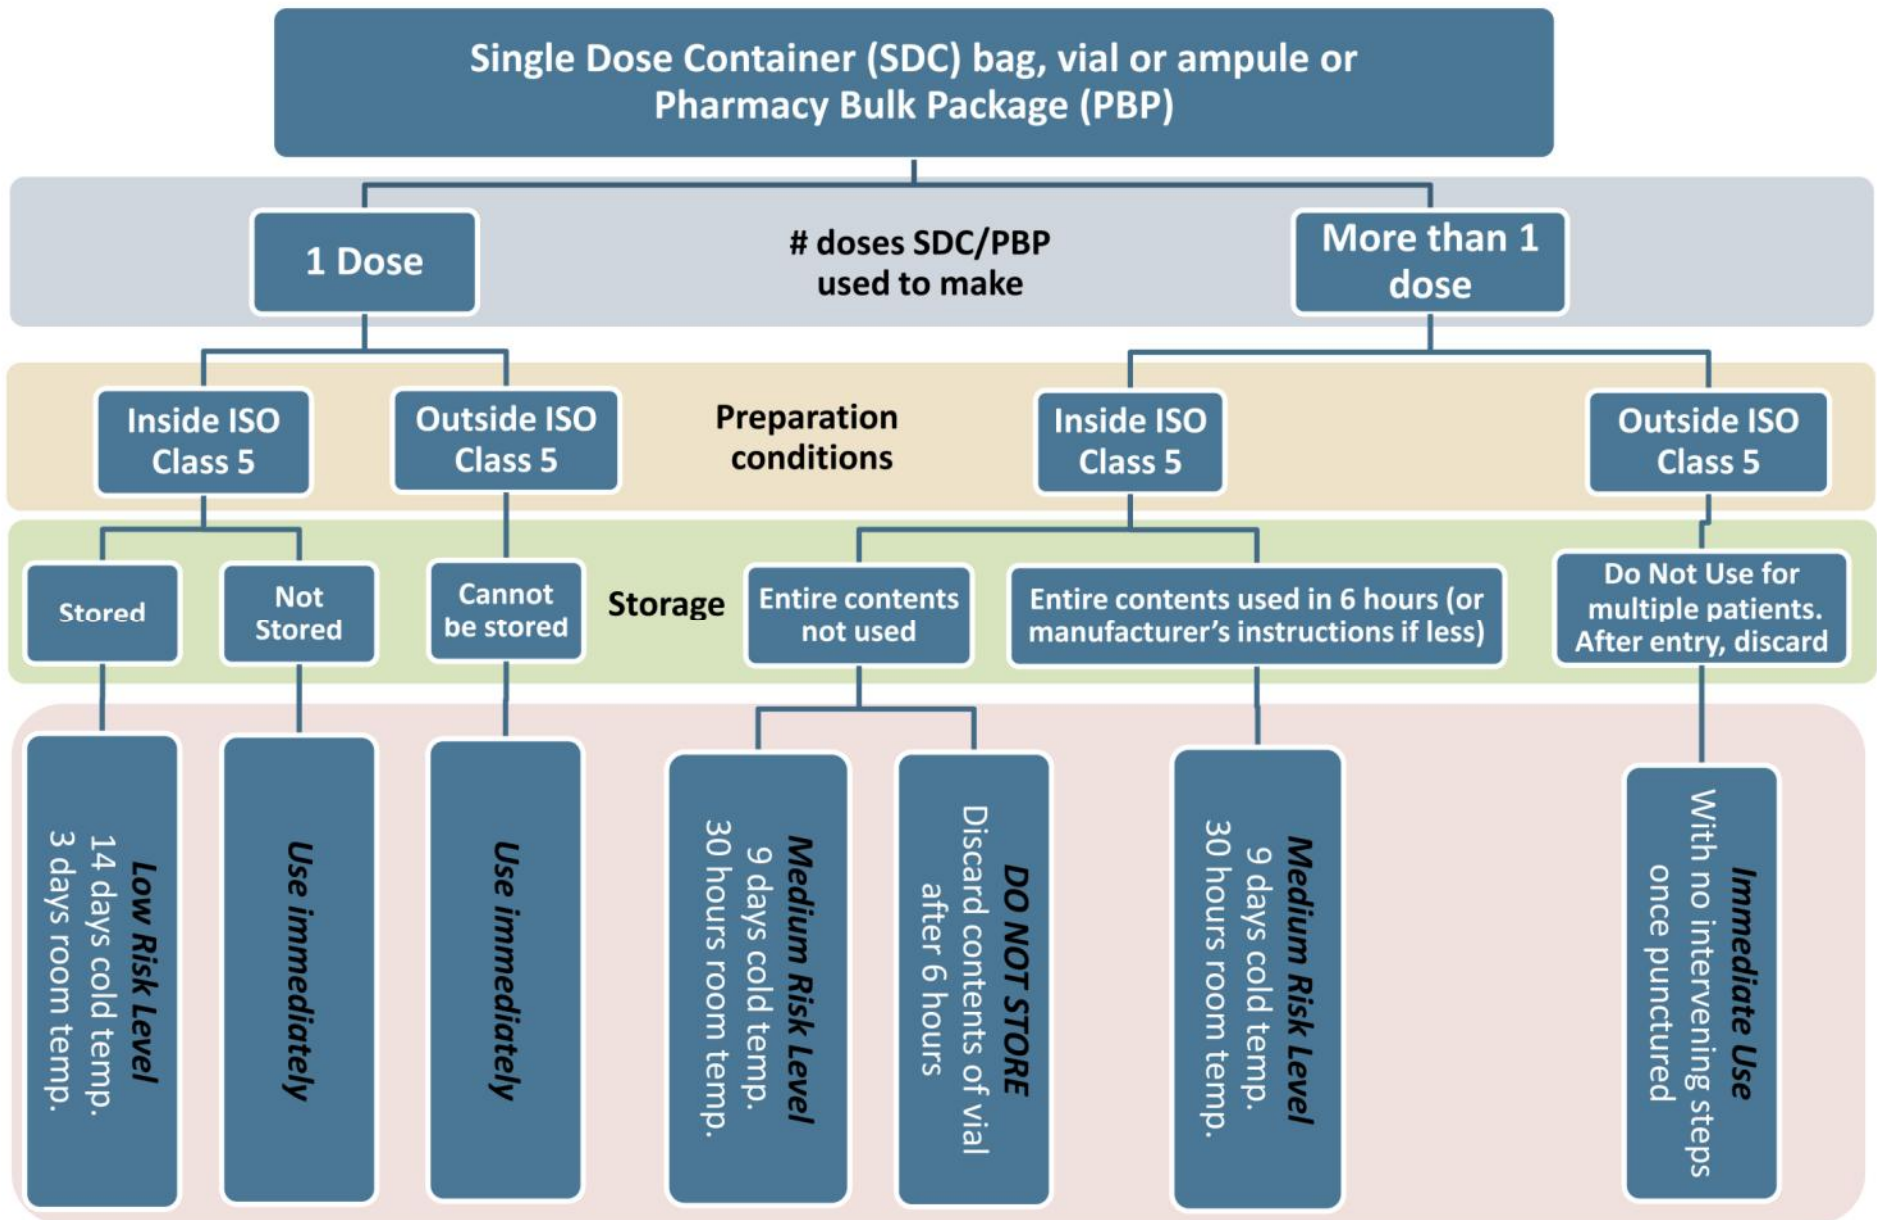 Single Dose Container (SDC) bag, vial or ampule or
Pharmacy Bulk Package (PBP)
1 Dose
# doses SDC/PBP
used to make
More than 1
dose
Inside ISO
Class 5
Outside ISO
Class 5
Preparation
conditions
Inside ISO
Class 5
Outside ISO
Class 5
Stored
Not
Stored
Cannot
be stored
Storage
Entire contents
not used
Entire contents used in 6 hours (or
manufacturer's instructions if less)
Do Not Use for
multiple patients.
After entry, discard
Low Risk Level
14 days cold temp.
3 days room temp.
Use immediately
Use immediately
Medium Risk Level
9 days cold temp.
30 hours room temp.
DO NOT STORE
Discard contents of vial
after 6 hours
Medium Risk Level
9 days cold temp.
30 hours room temp.
Immediate Use
With no intervening steps
once punctured